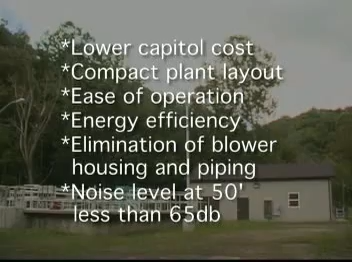 *Lower capitol cost
*Compact plant layout
*Ease of operation
*Energy efficiency
*Elimination of blower
housing and piping
*Noise level at 50'
less than 65db